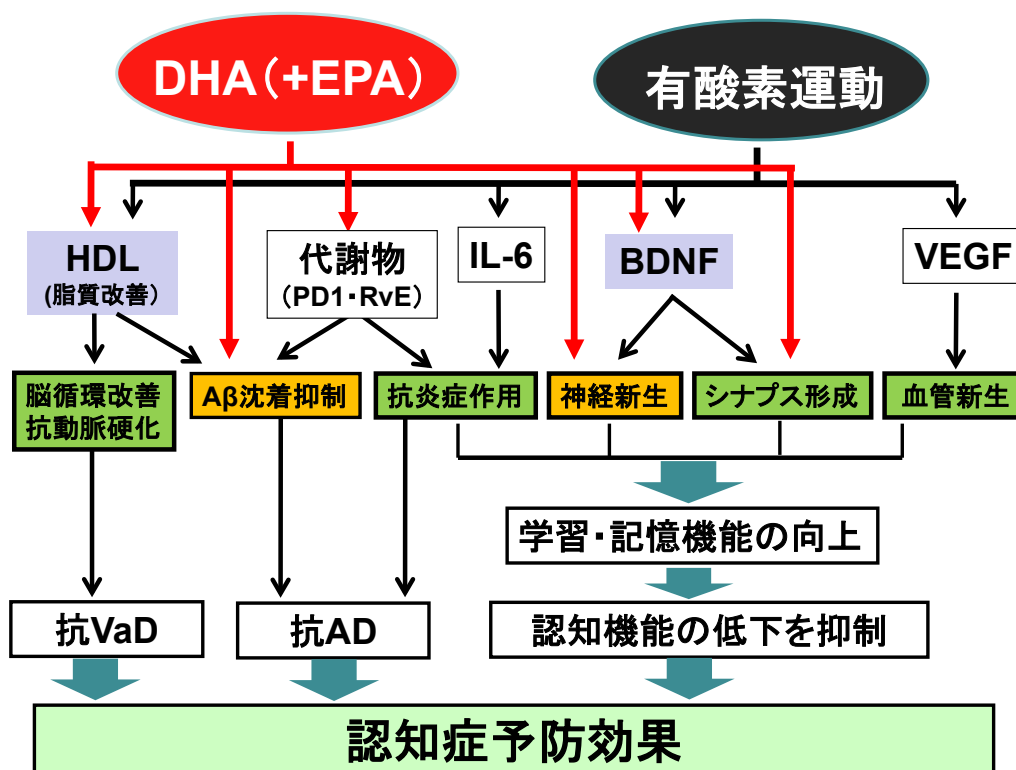 DHA(+EPA)
有酸素運動
HDL
(脂質改善)
代謝物
(PD1・RvE)
IL-6
BDNF
VEGF
脳循環改善
抗動脈硬化
Aβ沈着抑制
抗炎症作用
神経新生
シナプス形成
血管新生
学習・記憶機能の向上
抗VaD
抗AD
認知機能の低下を抑制
認知症予防効果